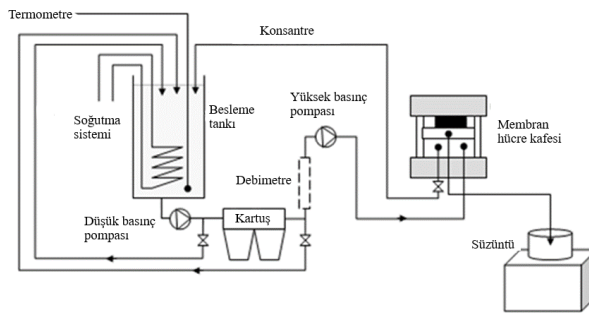 Termometre
Konsantre
Soğutma
sistemi
Besleme
tankı
Yüksek basınç
pompası
Membran
hücre kafesi
Debimetre
Düşük basınç
pompası
Kartuş
Süzüntü